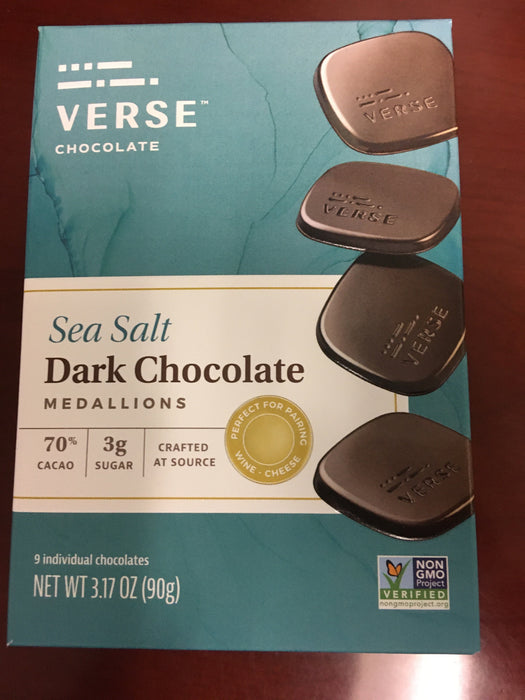 VERSE™
CHOCOLATE
VERSE
VERSE
VERSE
VERSE
Sea Salt
Dark Chocolate
MEDALLIONS
70%
CACAO
3g
SUGAR
CRAFTED
AT SOURCE
PERFECT FOR PAIRING
WINE · CHEESE
9 individual chocolates
NET WT 3.17 OZ (90g)
NON
GMO
Project
VERIFIED
nongmoproject.org